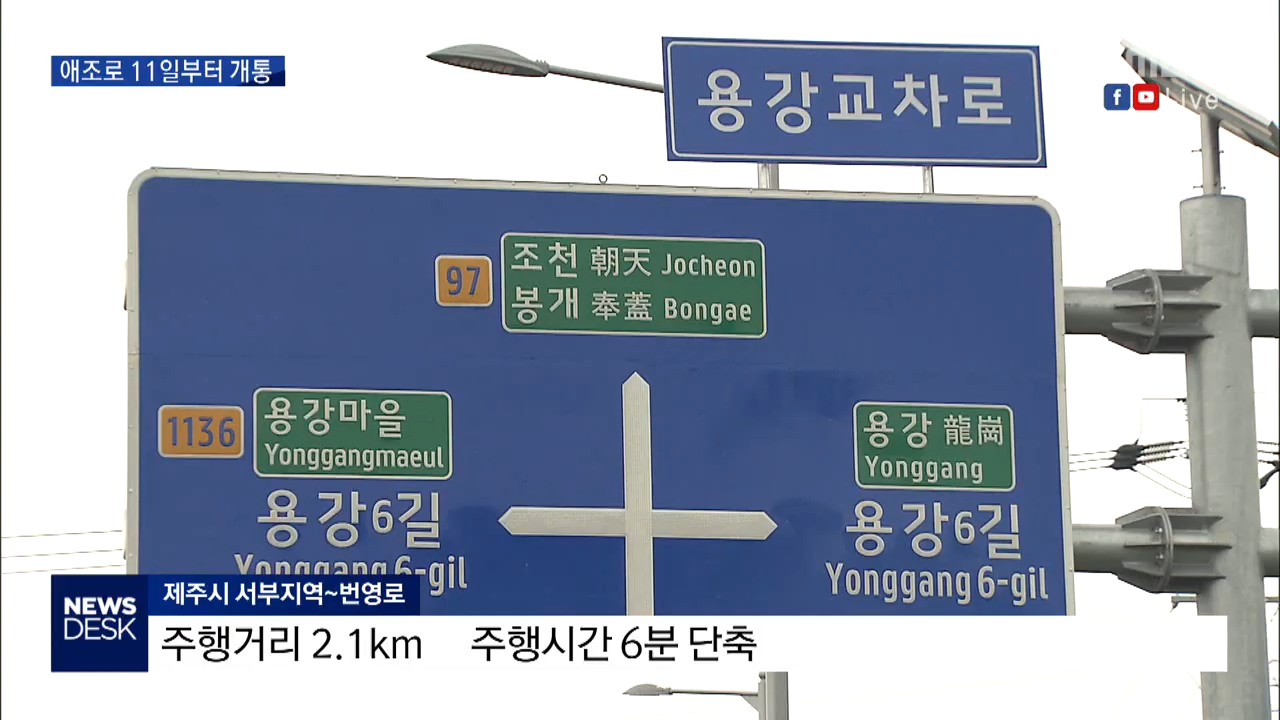 애조로 11일부터 개통
Live
용강교차로
97
조천 朝天 Jocheon
봉개 奉蓋 Bongae
1136
용강마을
Yonggangmaeul
용강6길
Yonggang 6-gil
용강 龍崗
Yonggang
용강6길
Yonggang 6-gil
NEWS
DESK
제주시 서부지역~번영로
주행거리 2.1km 주행시간 6분 단축